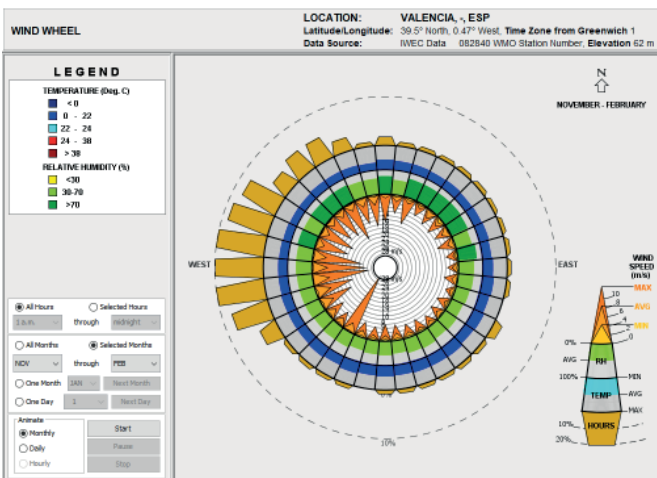 WIND WHEEL
LOCATION: VALENCIA, -, ESP
Latitude/Longitude: 39.5° North, 0.47° West, Time Zone from Greenwich 1
Data Source: IWEC Data 082840 WMO Station Number, Elevation 62 m
LEGEND
TEMPERATURE (Deg. C)
< 0
0 - 22
22 - 24
24 - 38
> 38
RELATIVE HUMIDITY (%)
<30
30-70
>70
All Hours Selected Hours
1 a.m. through midnight
All Months Selected Months
NOV through FEB
One Month JAN Next Month
One Day 1 Next Day
Animate
Monthly Start
Daily Pause
Hourly Stop
N
NOVEMBER - FEBRUARY
WEST
EAST
m/s
10%
WIND
SPEED
(m/s)
MAX
10
8 AVG
6
4 MIN
0
0%
AVG RH
100% MIN
TEMP AVG
MAX
10% HOURS
20%